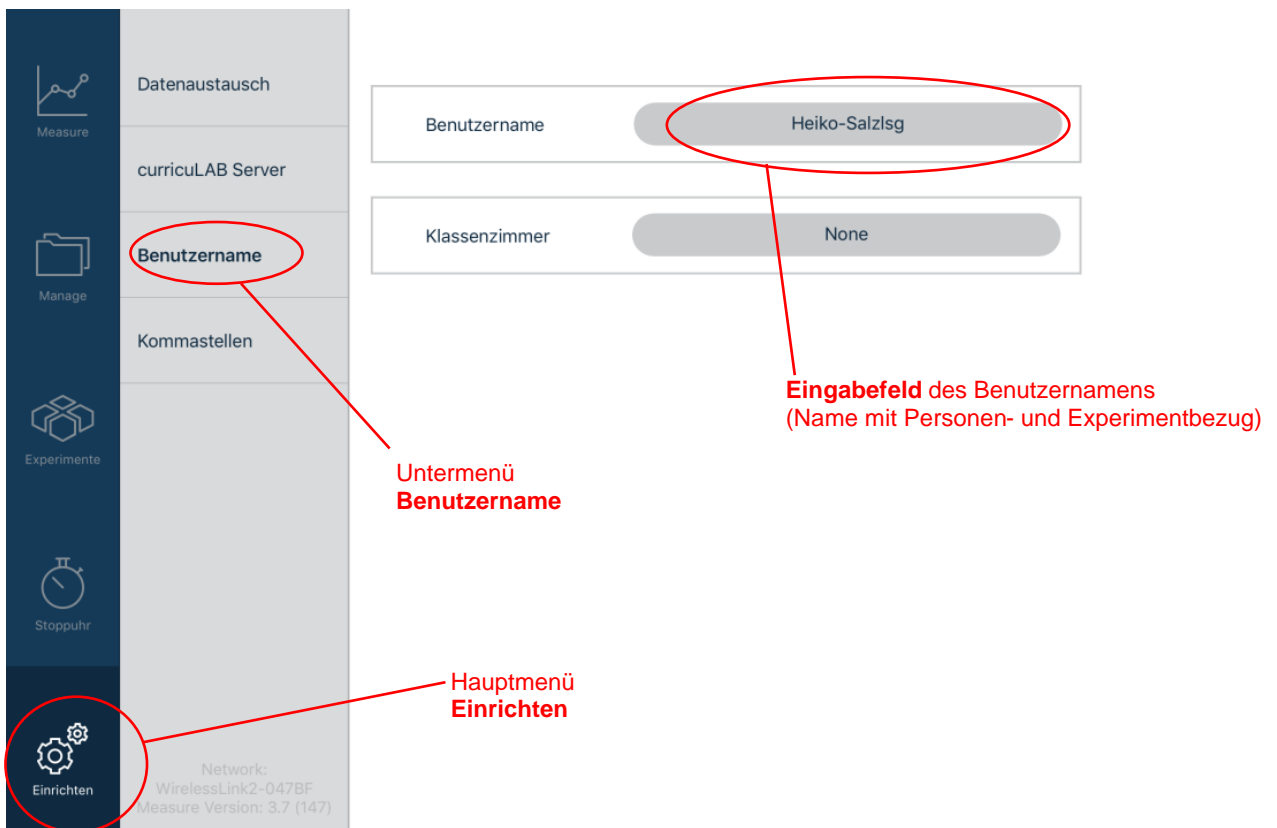 Measure
Manage
Experimente
Stoppuhr
Einrichten
Datenaustausch
curricuLAB Server
Benutzername
Kommastellen
Network:
WirelessLink2-047BF
Measure Version: 3.7 (147)
Benutzername
Heiko-Salzlsg
Klassenzimmer
None
Eingabefeld des Benutzernamens
(Name mit Personen- und Experimentbezug)
Untermenü
Benutzername
Hauptmenü
Einrichten